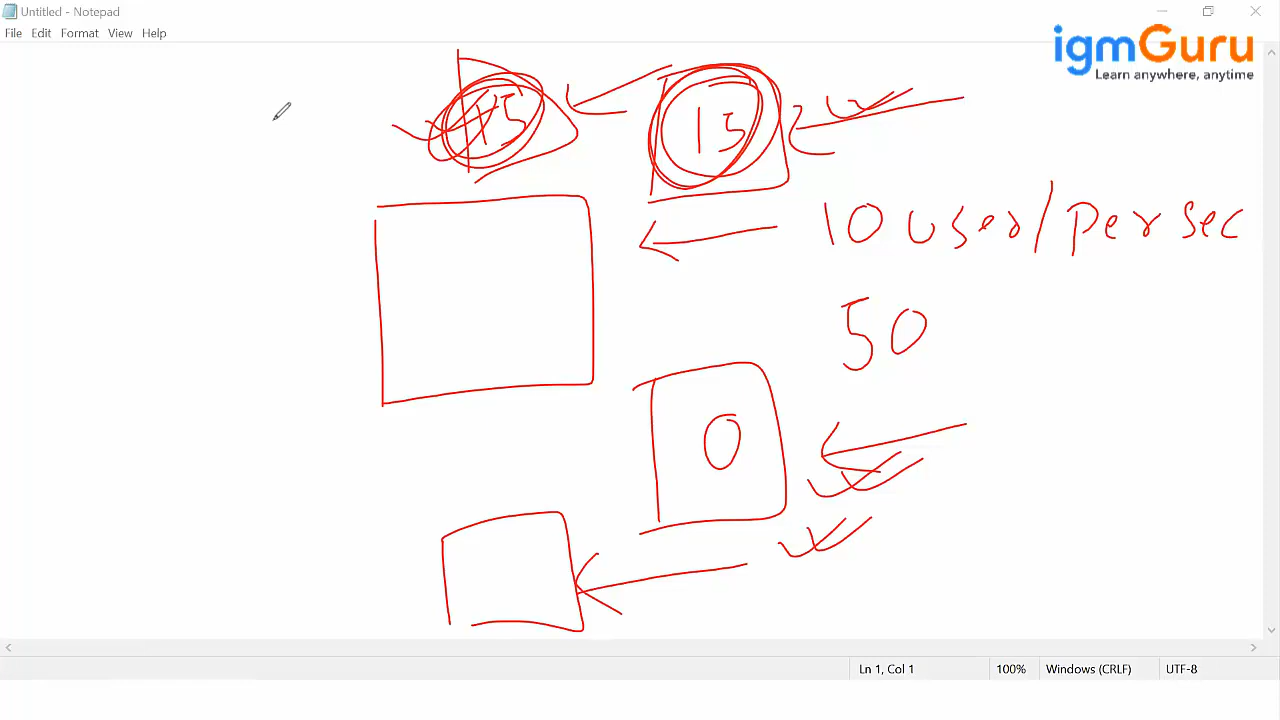 Untitled - Notepad
File Edit Format View Help
igmGuru
Learn anywhere, anytime
15 15
10 user/per sec
50
0
Ln 1, Col 1 100% Windows (CRLF) UTF-8